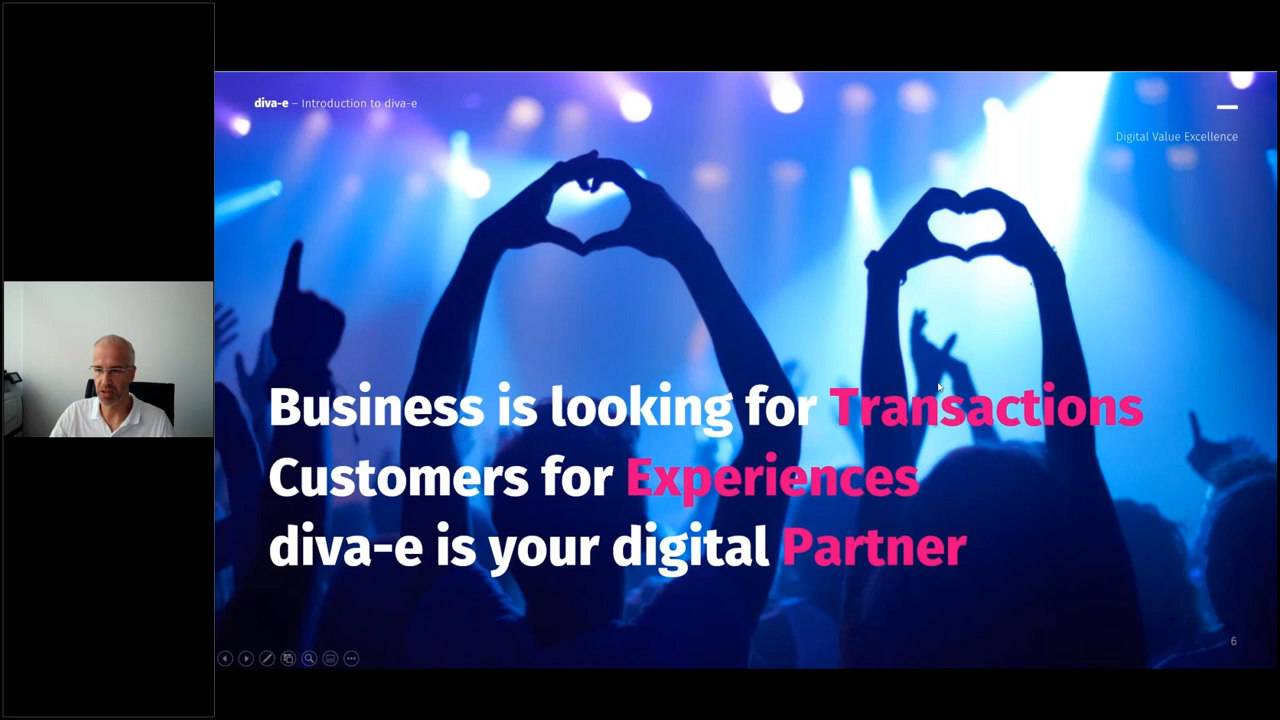 diva-e – Introduction to diva-e
Digital Value Excellence
Business is looking for Transactions
Customers for Experiences
diva-e is your digital Partner
6